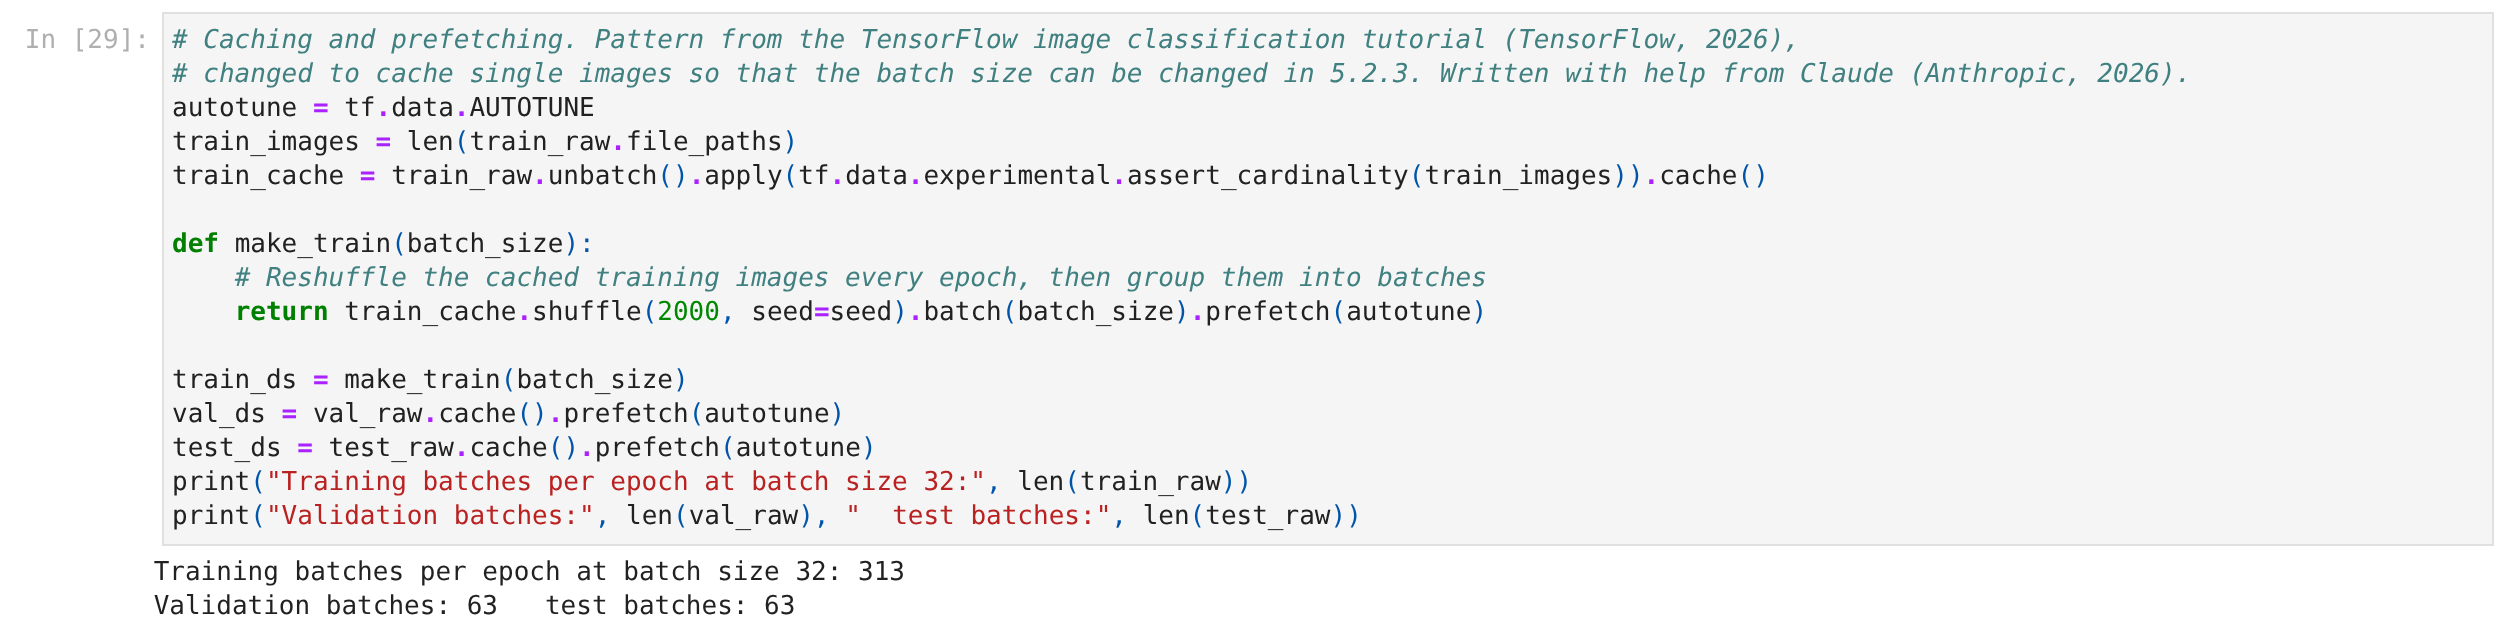 In [29]: # Caching and prefetching. Pattern from the TensorFlow image classification tutorial (TensorFlow, 2026),
# changed to cache single images so that the batch size can be changed in 5.2.3. Written with help from Claude (Anthropic, 2026).
autotune = tf.data.AUTOTUNE
train_images = len(train_raw.file_paths)
train_cache = train_raw.unbatch().apply(tf.data.experimental.assert_cardinality(train_images)).cache()

def make_train(batch_size):
    # Reshuffle the cached training images every epoch, then group them into batches
    return train_cache.shuffle(2000, seed=seed).batch(batch_size).prefetch(autotune)

train_ds = make_train(batch_size)
val_ds = val_raw.cache().prefetch(autotune)
test_ds = test_raw.cache().prefetch(autotune)
print("Training batches per epoch at batch size 32:", len(train_raw))
print("Validation batches:", len(val_raw), "  test batches:", len(test_raw))
Training batches per epoch at batch size 32: 313
Validation batches: 63   test batches: 63